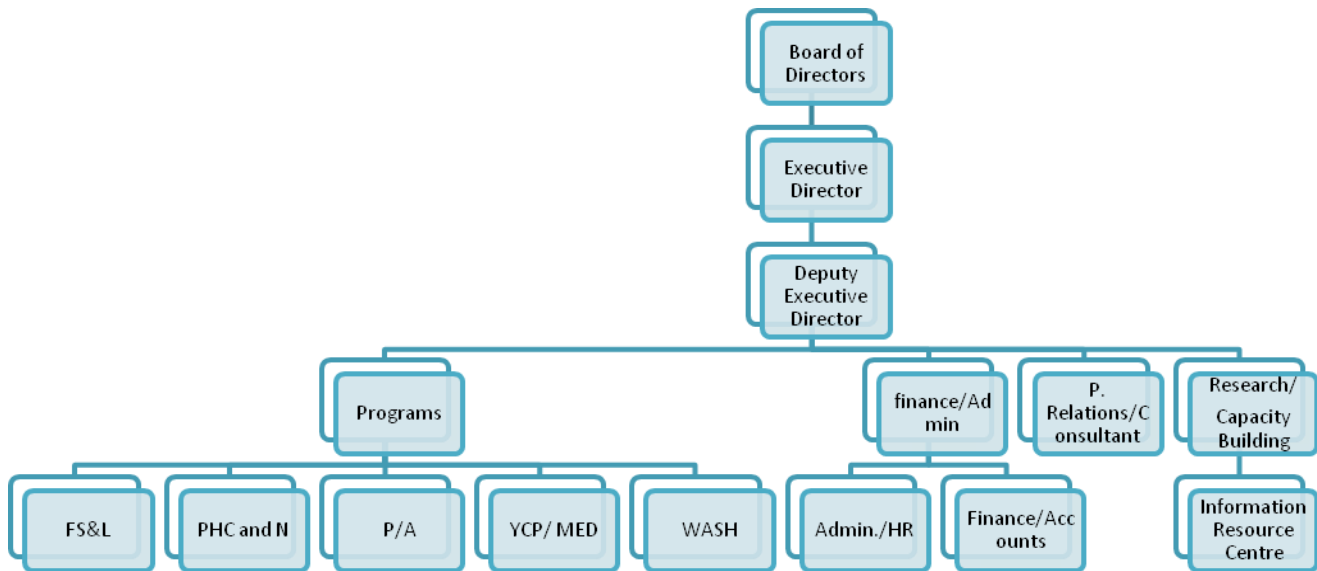 Board of
Directors
Executive
Director
Deputy
Executive
Director
Programs
finance/Ad
min
P.
Relations/C
onsultant
Research/
Capacity
Building
FS&L
PHC and N
P/A
YCP/ MED
WASH
Admin./HR
Finance/Acc
ounts
Information
Resource
Centre